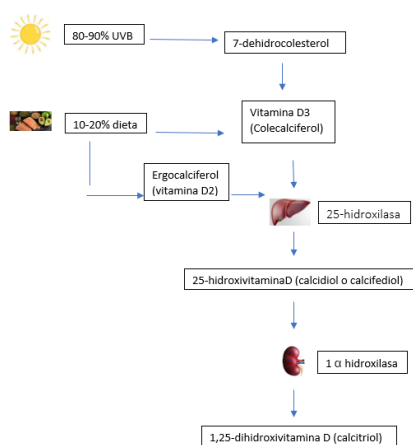 80-90% UVB
7-dehidrocolesterol
10-20% dieta
Vitamina D3
(Colecalciferol)
Ergocalciferol
(vitamina D2)
25-hidroxilasa
25-hidroxivitaminaD (calcidiol o calcifediol)
1 α hidroxilasa
1,25-dihidroxivitamina D (calcitriol)